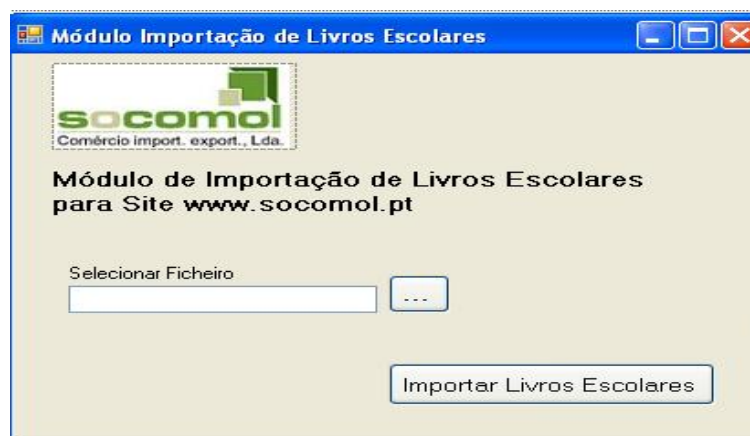 Módulo Importação de Livros Escolares
socomol
Comércio import. export., Lda.
Módulo de Importação de Livros Escolares
para Site www.socomol.pt
Selecionar Ficheiro
...
Importar Livros Escolares